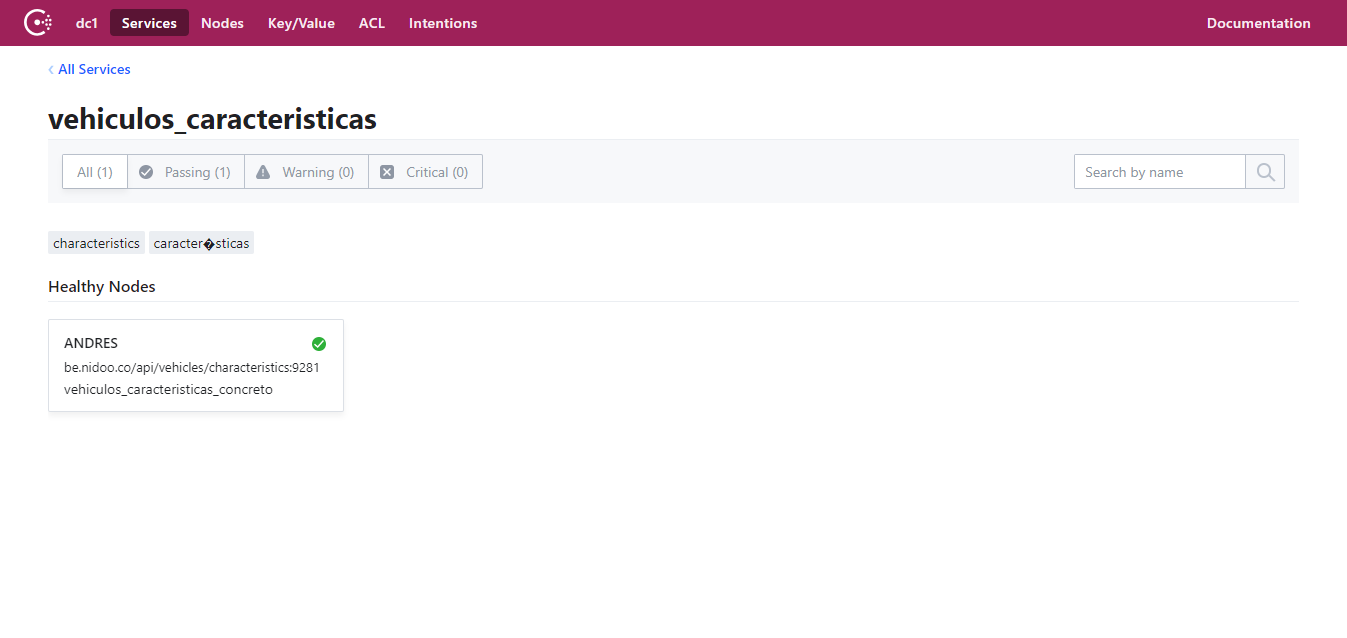 dc1 Services Nodes Key/Value ACL Intentions Documentation
All Services
vehiculos_caracteristicas
All (1) Passing (1) Warning (0) Critical (0) Search by name
characteristics caracter�sticas
Healthy Nodes
ANDRES
be.nidoo.co/api/vehicles/characteristics:9281
vehiculos_caracteristicas_concreto